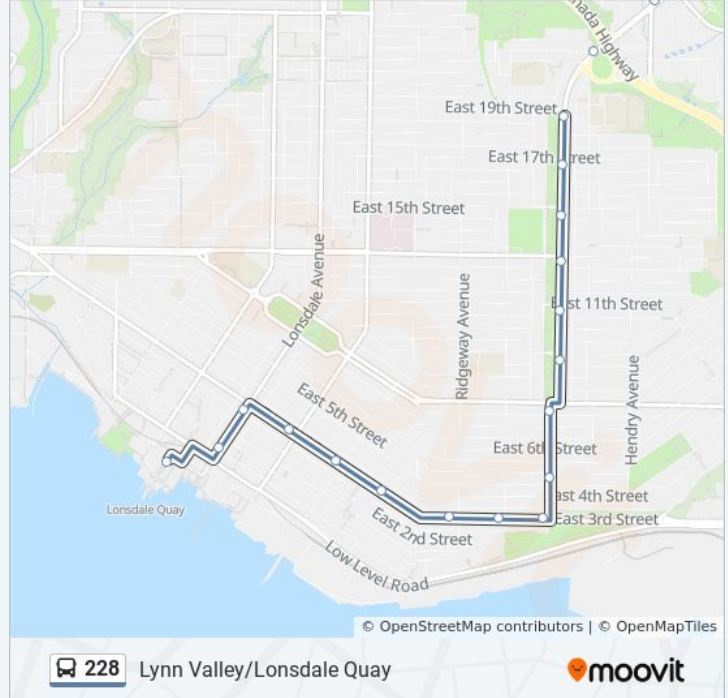 nada Highway
East 19th Street
East 17th Street
East 15th Street
Lonsdale Avenue
Ridgeway Avenue
East 11th Street
Hendry Avenue
East 5th Street
East 6th Street
ast 4th Street
Lonsdale Quay
East 2nd Street
East 3rd Street
Low Level Road
© OpenStreetMap contributors | © OpenMapTiles
228 Lynn Valley/Lonsdale Quay
moovit